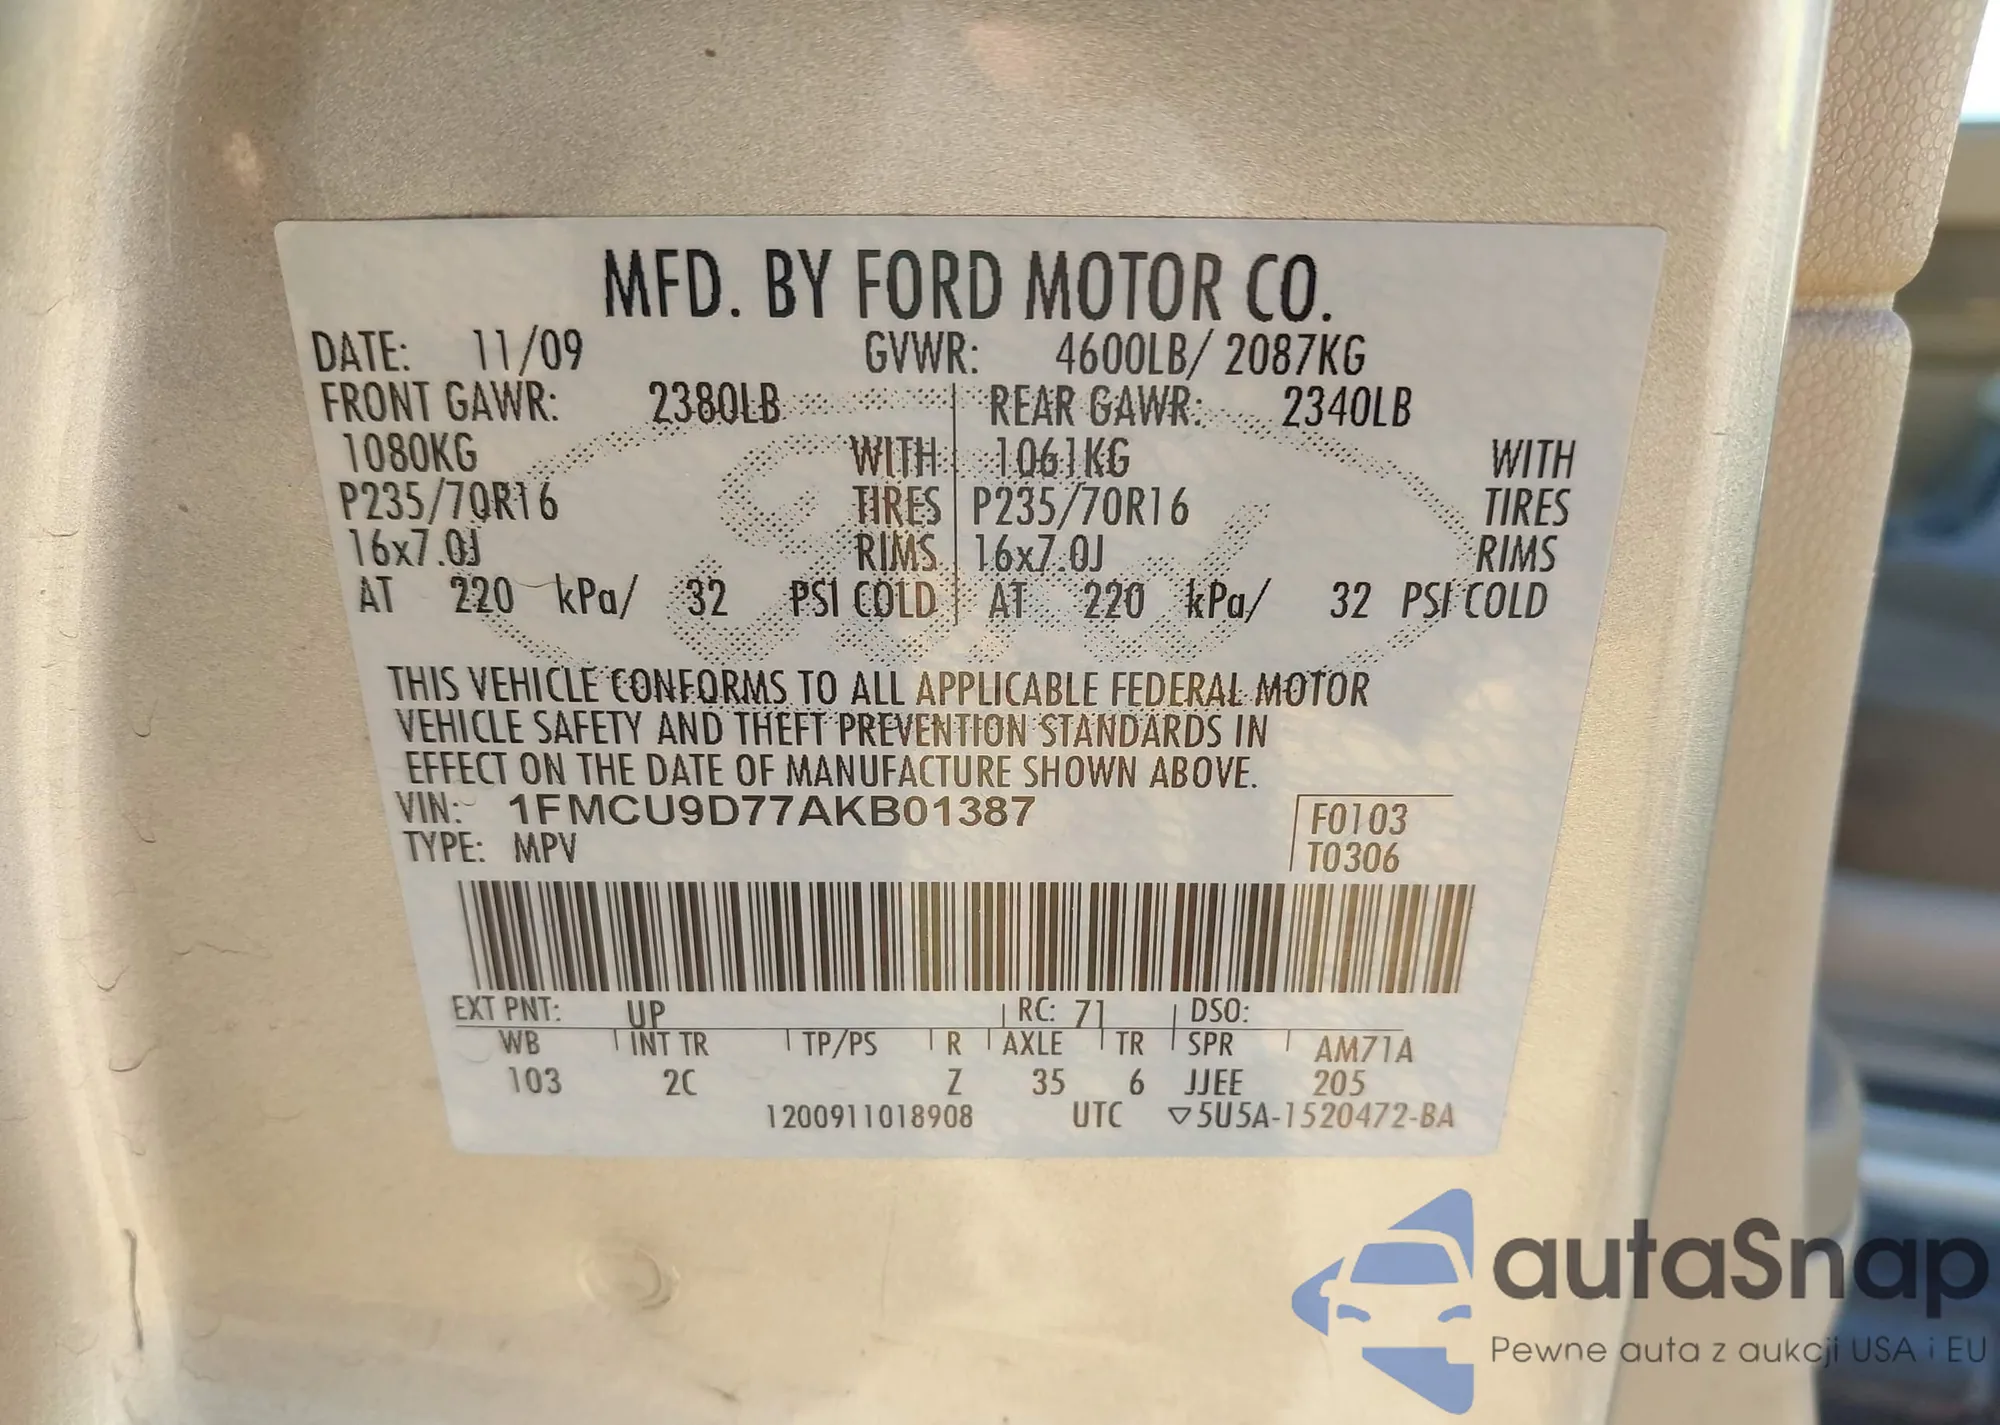 MFD. BY FORD MOTOR CO.
DATE: 11/09 GVWR: 4600LB/ 2087KG
FRONT GAWR: 2380LB REAR GAWR: 2340LB
1080KG WITH 1061KG WITH
P235/70R16 TIRES P235/70R16 TIRES
16x7.0J RIMS 16x7.0J RIMS
AT 220 kPa/ 32 PSI COLD AT 220 kPa/ 32 PSI COLD
THIS VEHICLE CONFORMS TO ALL APPLICABLE FEDERAL MOTOR
VEHICLE SAFETY AND THEFT PREVENTION STANDARDS IN
EFFECT ON THE DATE OF MANUFACTURE SHOWN ABOVE.
VIN: 1FMCU9D77AKB01387 F0103
TYPE: MPV T0306
EXT PNT: UP RC: 71 DSO:
WB INT TR TP/PS R AXLE TR SPR AM71A
103 2C Z 35 6 JJEE 205
1200911018908 UTC ▽5U5A-1520472-BA
autaSnap
Pewne auta z aukcji USA i EU